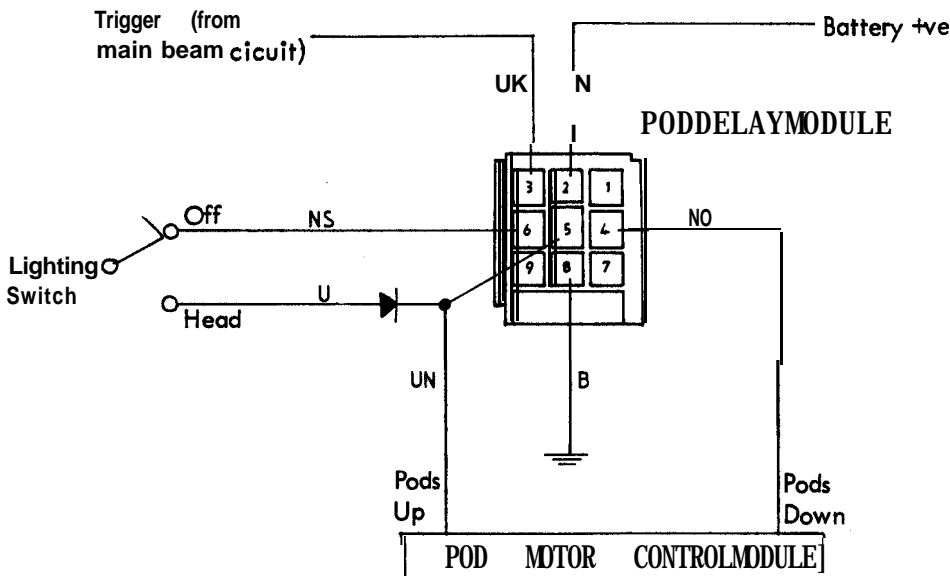 Trigger (from
main beam cicuit)
Battery +ve
UK
N
PODDELAYMODULE
3
2
1
Off
NS
6
5
4
NO
Lighting
Switch
9
8
7
U
Head
UN
B
Pods
Up
Pods
Down
POD MOTOR CONTROLMODULE